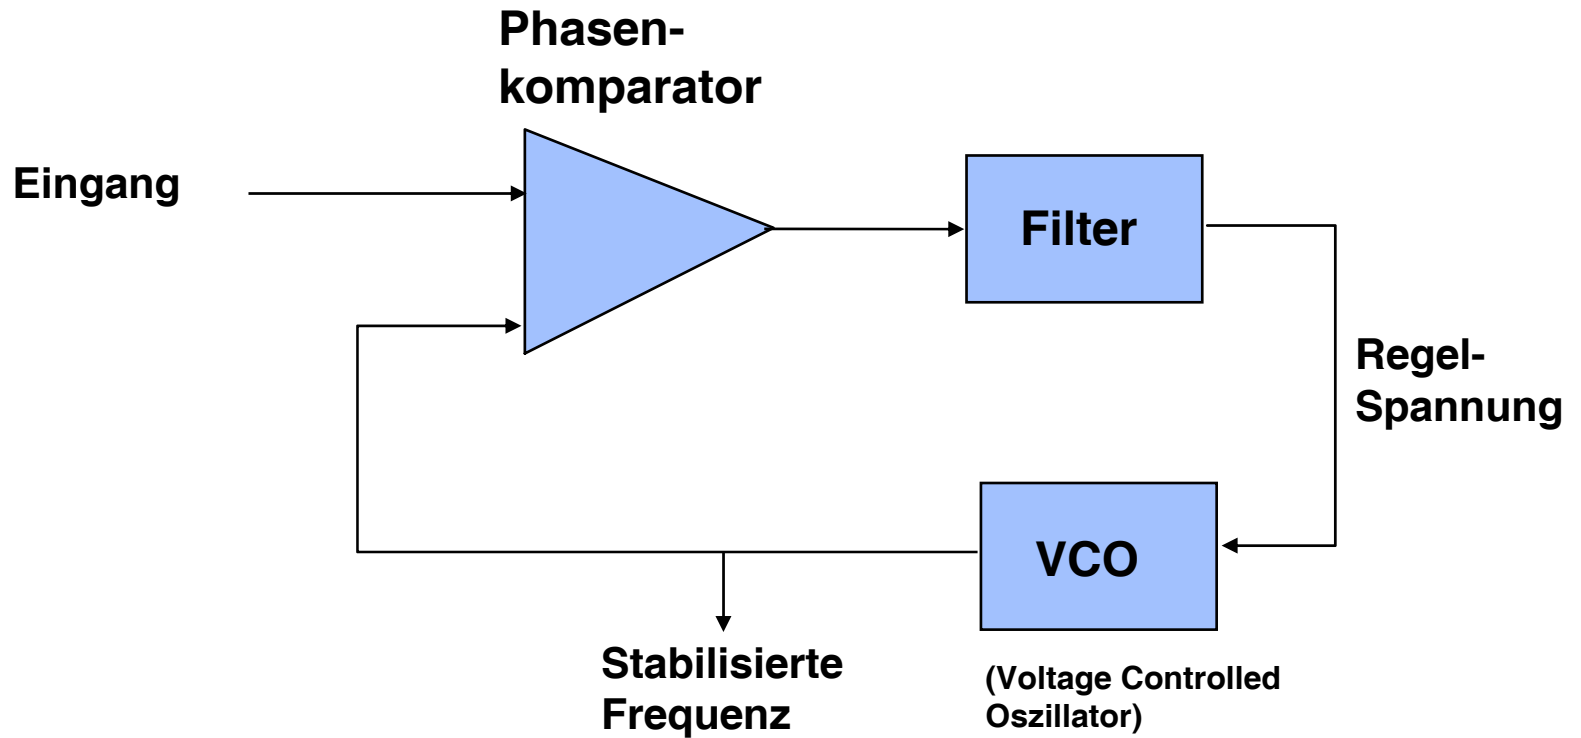 Phasen-
komparator
Eingang
Filter
Regel-
Spannung
VCO
Stabilisierte
Frequenz
(Voltage Controlled
Oszillator)